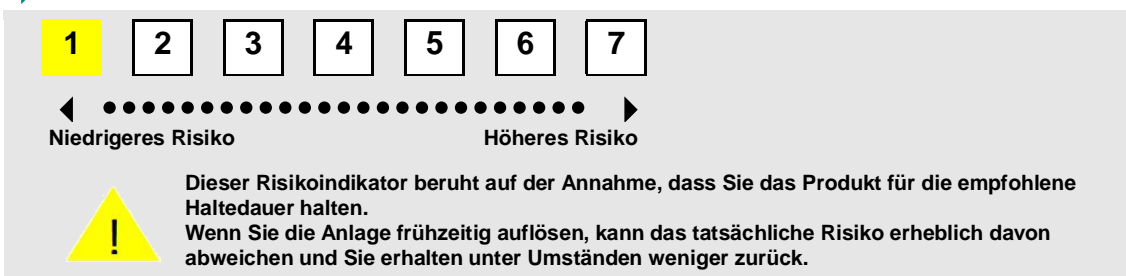 1 2 3 4 5 6 7
Niedrigeres Risiko Höheres Risiko
Dieser Risikoindikator beruht auf der Annahme, dass Sie das Produkt für die empfohlene
Haltedauer halten.
! Wenn Sie die Anlage frühzeitig auflösen, kann das tatsächliche Risiko erheblich davon
abweichen und Sie erhalten unter Umständen weniger zurück.